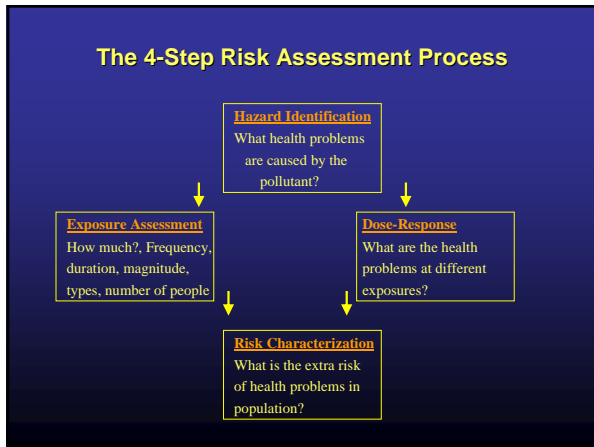 The 4-Step Risk Assessment Process
Hazard Identification
What health problems
are caused by the
pollutant?
Exposure Assessment
How much?, Frequency,
duration, magnitude,
types, number of people
Dose-Response
What are the health
problems at different
exposures?
Risk Characterization
What is the extra risk
of health problems in
population?